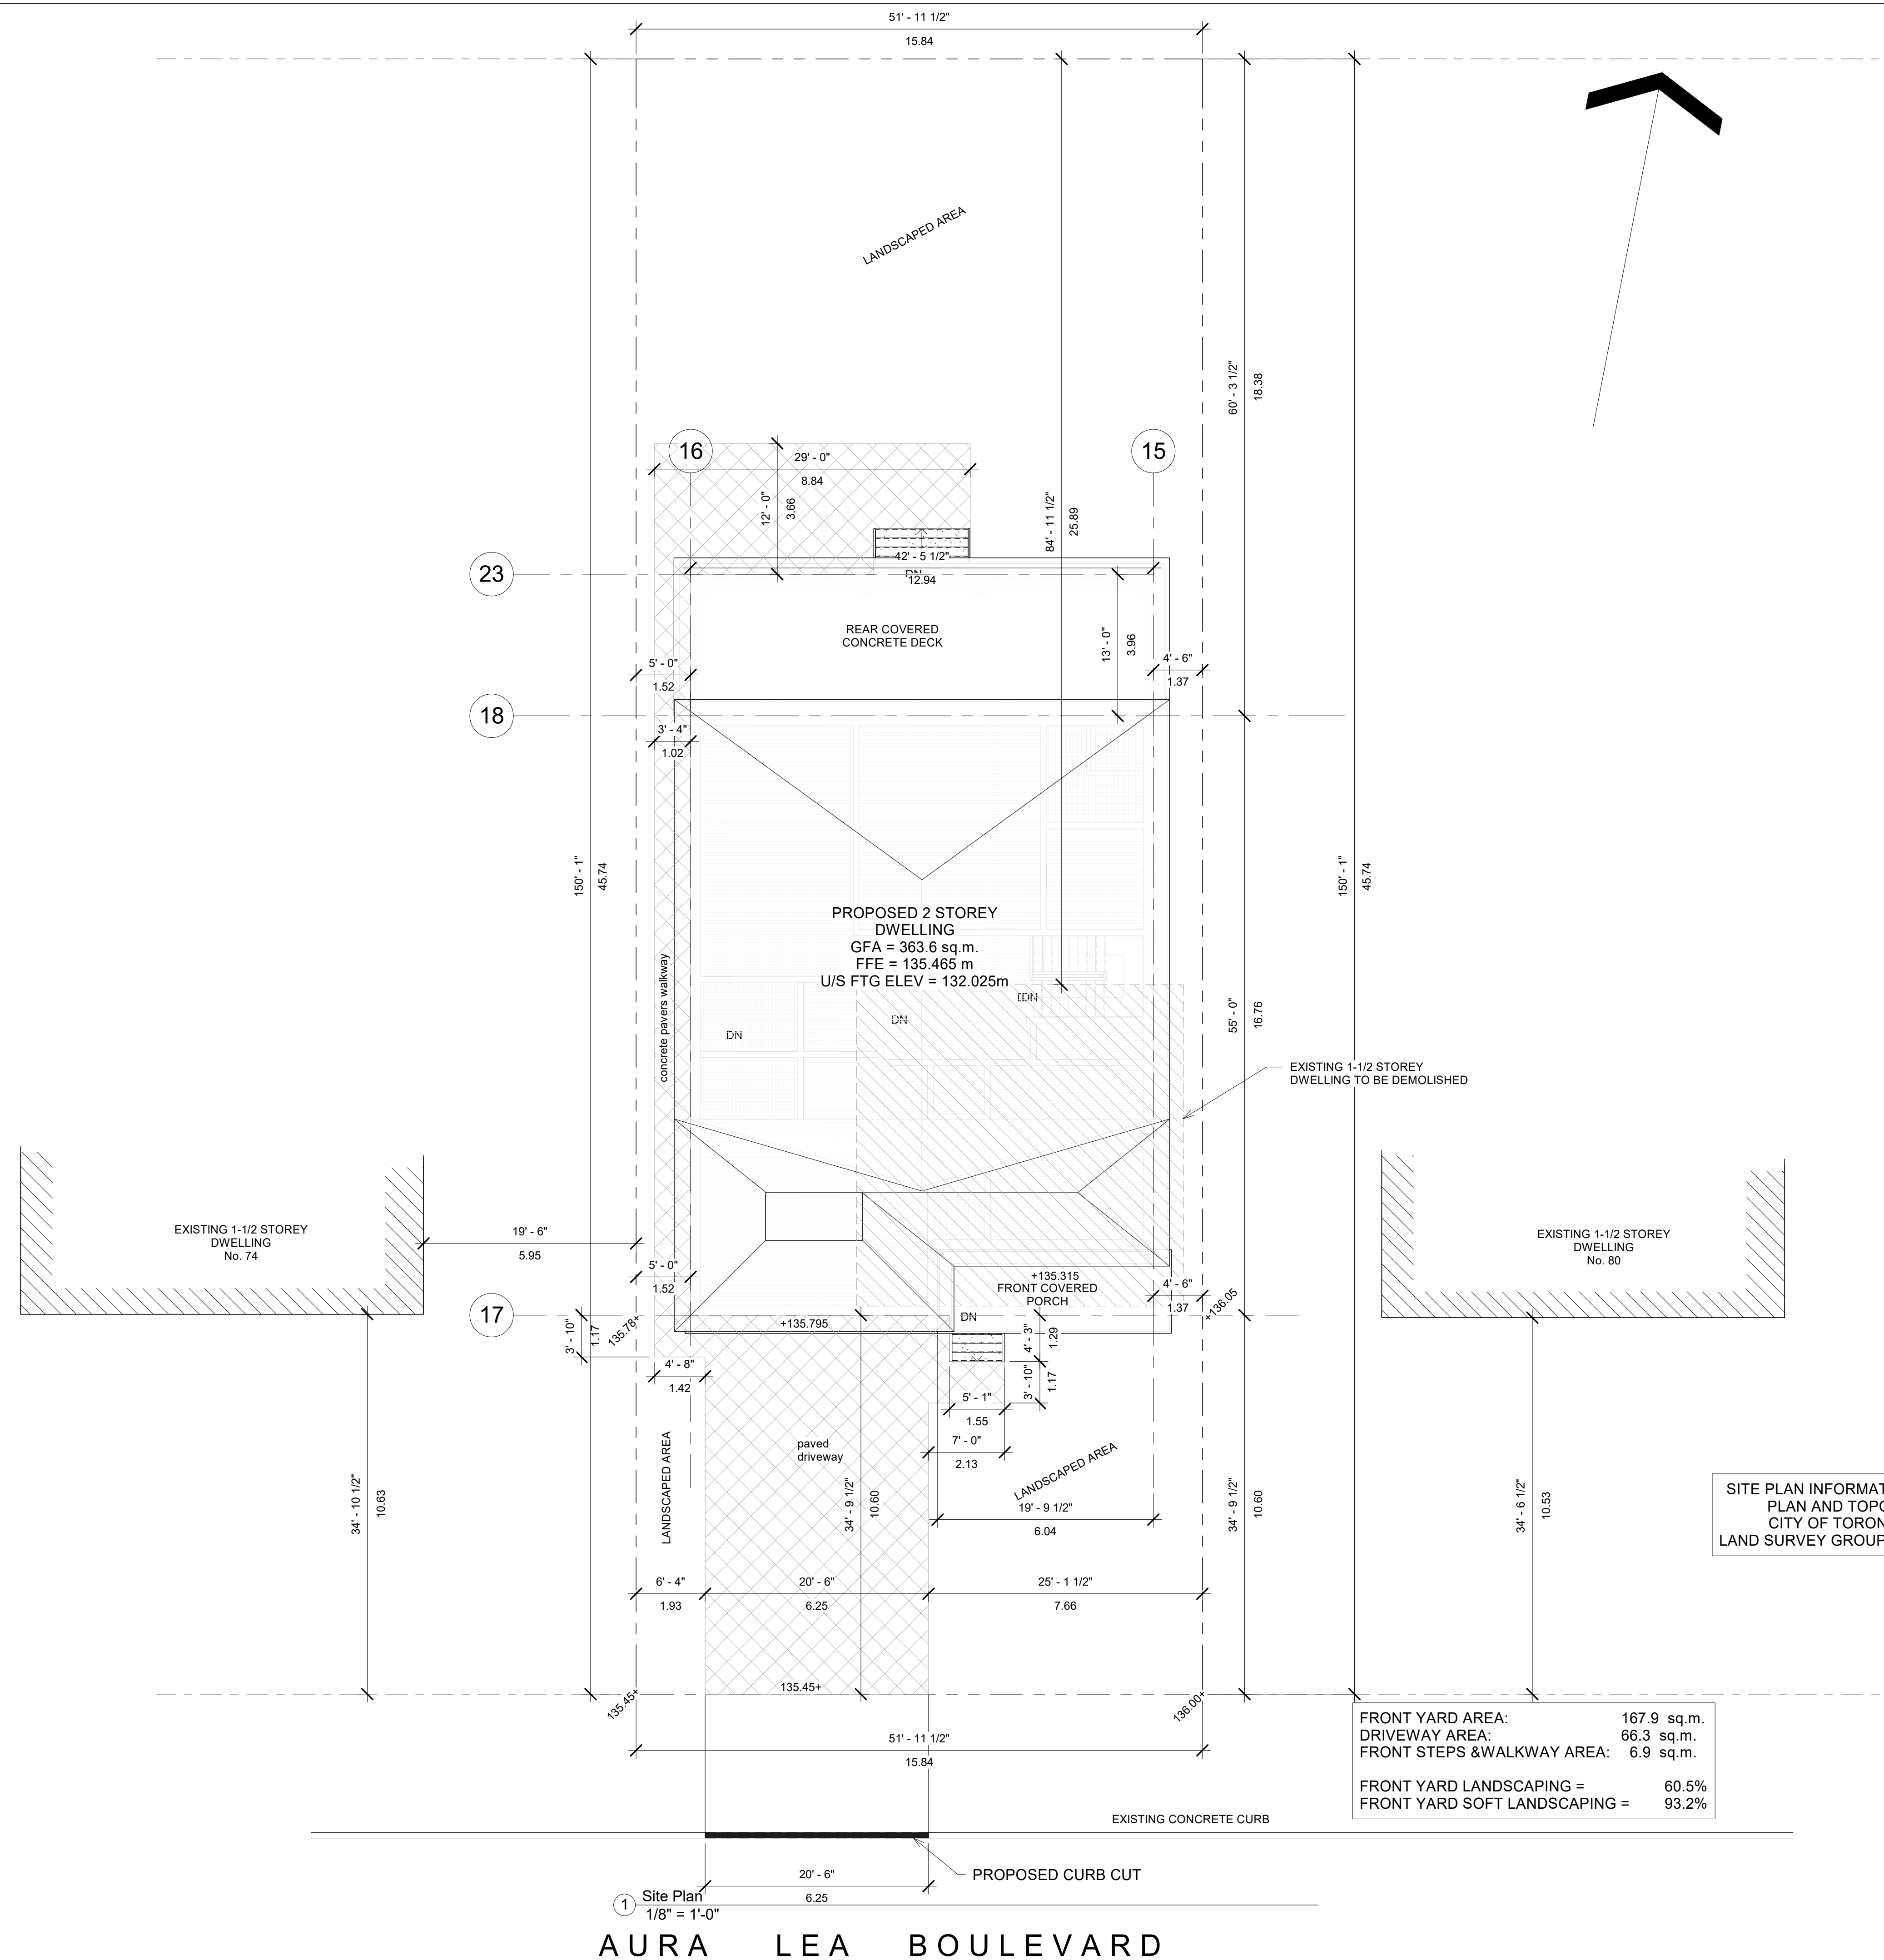 51' - 11 1/2"
15.84
LANDSCAPED AREA
60' - 3 1/2"
18.38
16
15
29' - 0"
8.84
12' - 0"
3.66
84' - 11 1/2"
25.89
42' - 5 1/2"
DN
12.94
23
REAR COVERED
CONCRETE DECK
13' - 0"
3.96
5' - 0"
1.52
4' - 6"
1.37
18
3' - 4"
1.02
150' - 1"
45.74
150' - 1"
45.74
PROPOSED 2 STOREY
DWELLING
GFA = 363.6 sq.m.
FFE = 135.465 m
U/S FTG ELEV = 132.025m
concrete pavers walkway
DN
DN
DN
55' - 0"
16.76
EXISTING 1-1/2 STOREY
DWELLING TO BE DEMOLISHED
EXISTING 1-1/2 STOREY
DWELLING
No. 74
19' - 6"
5.95
EXISTING 1-1/2 STOREY
DWELLING
No. 80
5' - 0"
1.52
+135.315
FRONT COVERED
PORCH
4' - 6"
1.37
+136.05
17
3' - 10"
1.17
135.78+
+135.795
DN
4' - 3"
1.29
4' - 8"
1.42
3' - 10"
1.17
5' - 1"
1.55
7' - 0"
2.13
paved
driveway
LANDSCAPED AREA
LANDSCAPED AREA
34' - 10 1/2"
10.63
34' - 9 1/2"
10.60
19' - 9 1/2"
6.04
34' - 9 1/2"
10.60
34' - 6 1/2"
10.53
SITE PLAN INFORMAT
PLAN AND TOPO
CITY OF TORON
LAND SURVEY GROUP
6' - 4"
1.93
20' - 6"
6.25
25' - 1 1/2"
7.66
135.45+
135.45+
136.00+
51' - 11 1/2"
15.84
FRONT YARD AREA: 167.9 sq.m.
DRIVEWAY AREA: 66.3 sq.m.
FRONT STEPS &WALKWAY AREA: 6.9 sq.m.
FRONT YARD LANDSCAPING = 60.5%
FRONT YARD SOFT LANDSCAPING = 93.2%
EXISTING CONCRETE CURB
PROPOSED CURB CUT
20' - 6"
6.25
1 Site Plan
1/8" = 1'-0"
AURA LEA BOULEVARD